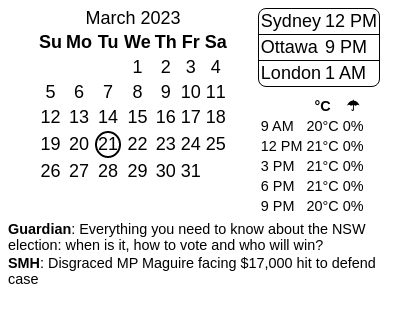 March 2023
Su Mo Tu We Th Fr Sa
1 2 3 4
5 6 7 8 9 10 11
12 13 14 15 16 17 18
19 20 21 22 23 24 25
26 27 28 29 30 31
Sydney 12 PM
Ottawa 9 PM
London 1 AM
°C ☂
9 AM 20°C 0%
12 PM 21°C 0%
3 PM 21°C 0%
6 PM 21°C 0%
9 PM 20°C 0%
Guardian: Everything you need to know about the NSW
election: when is it, how to vote and who will win?
SMH: Disgraced MP Maguire facing $17,000 hit to defend
case